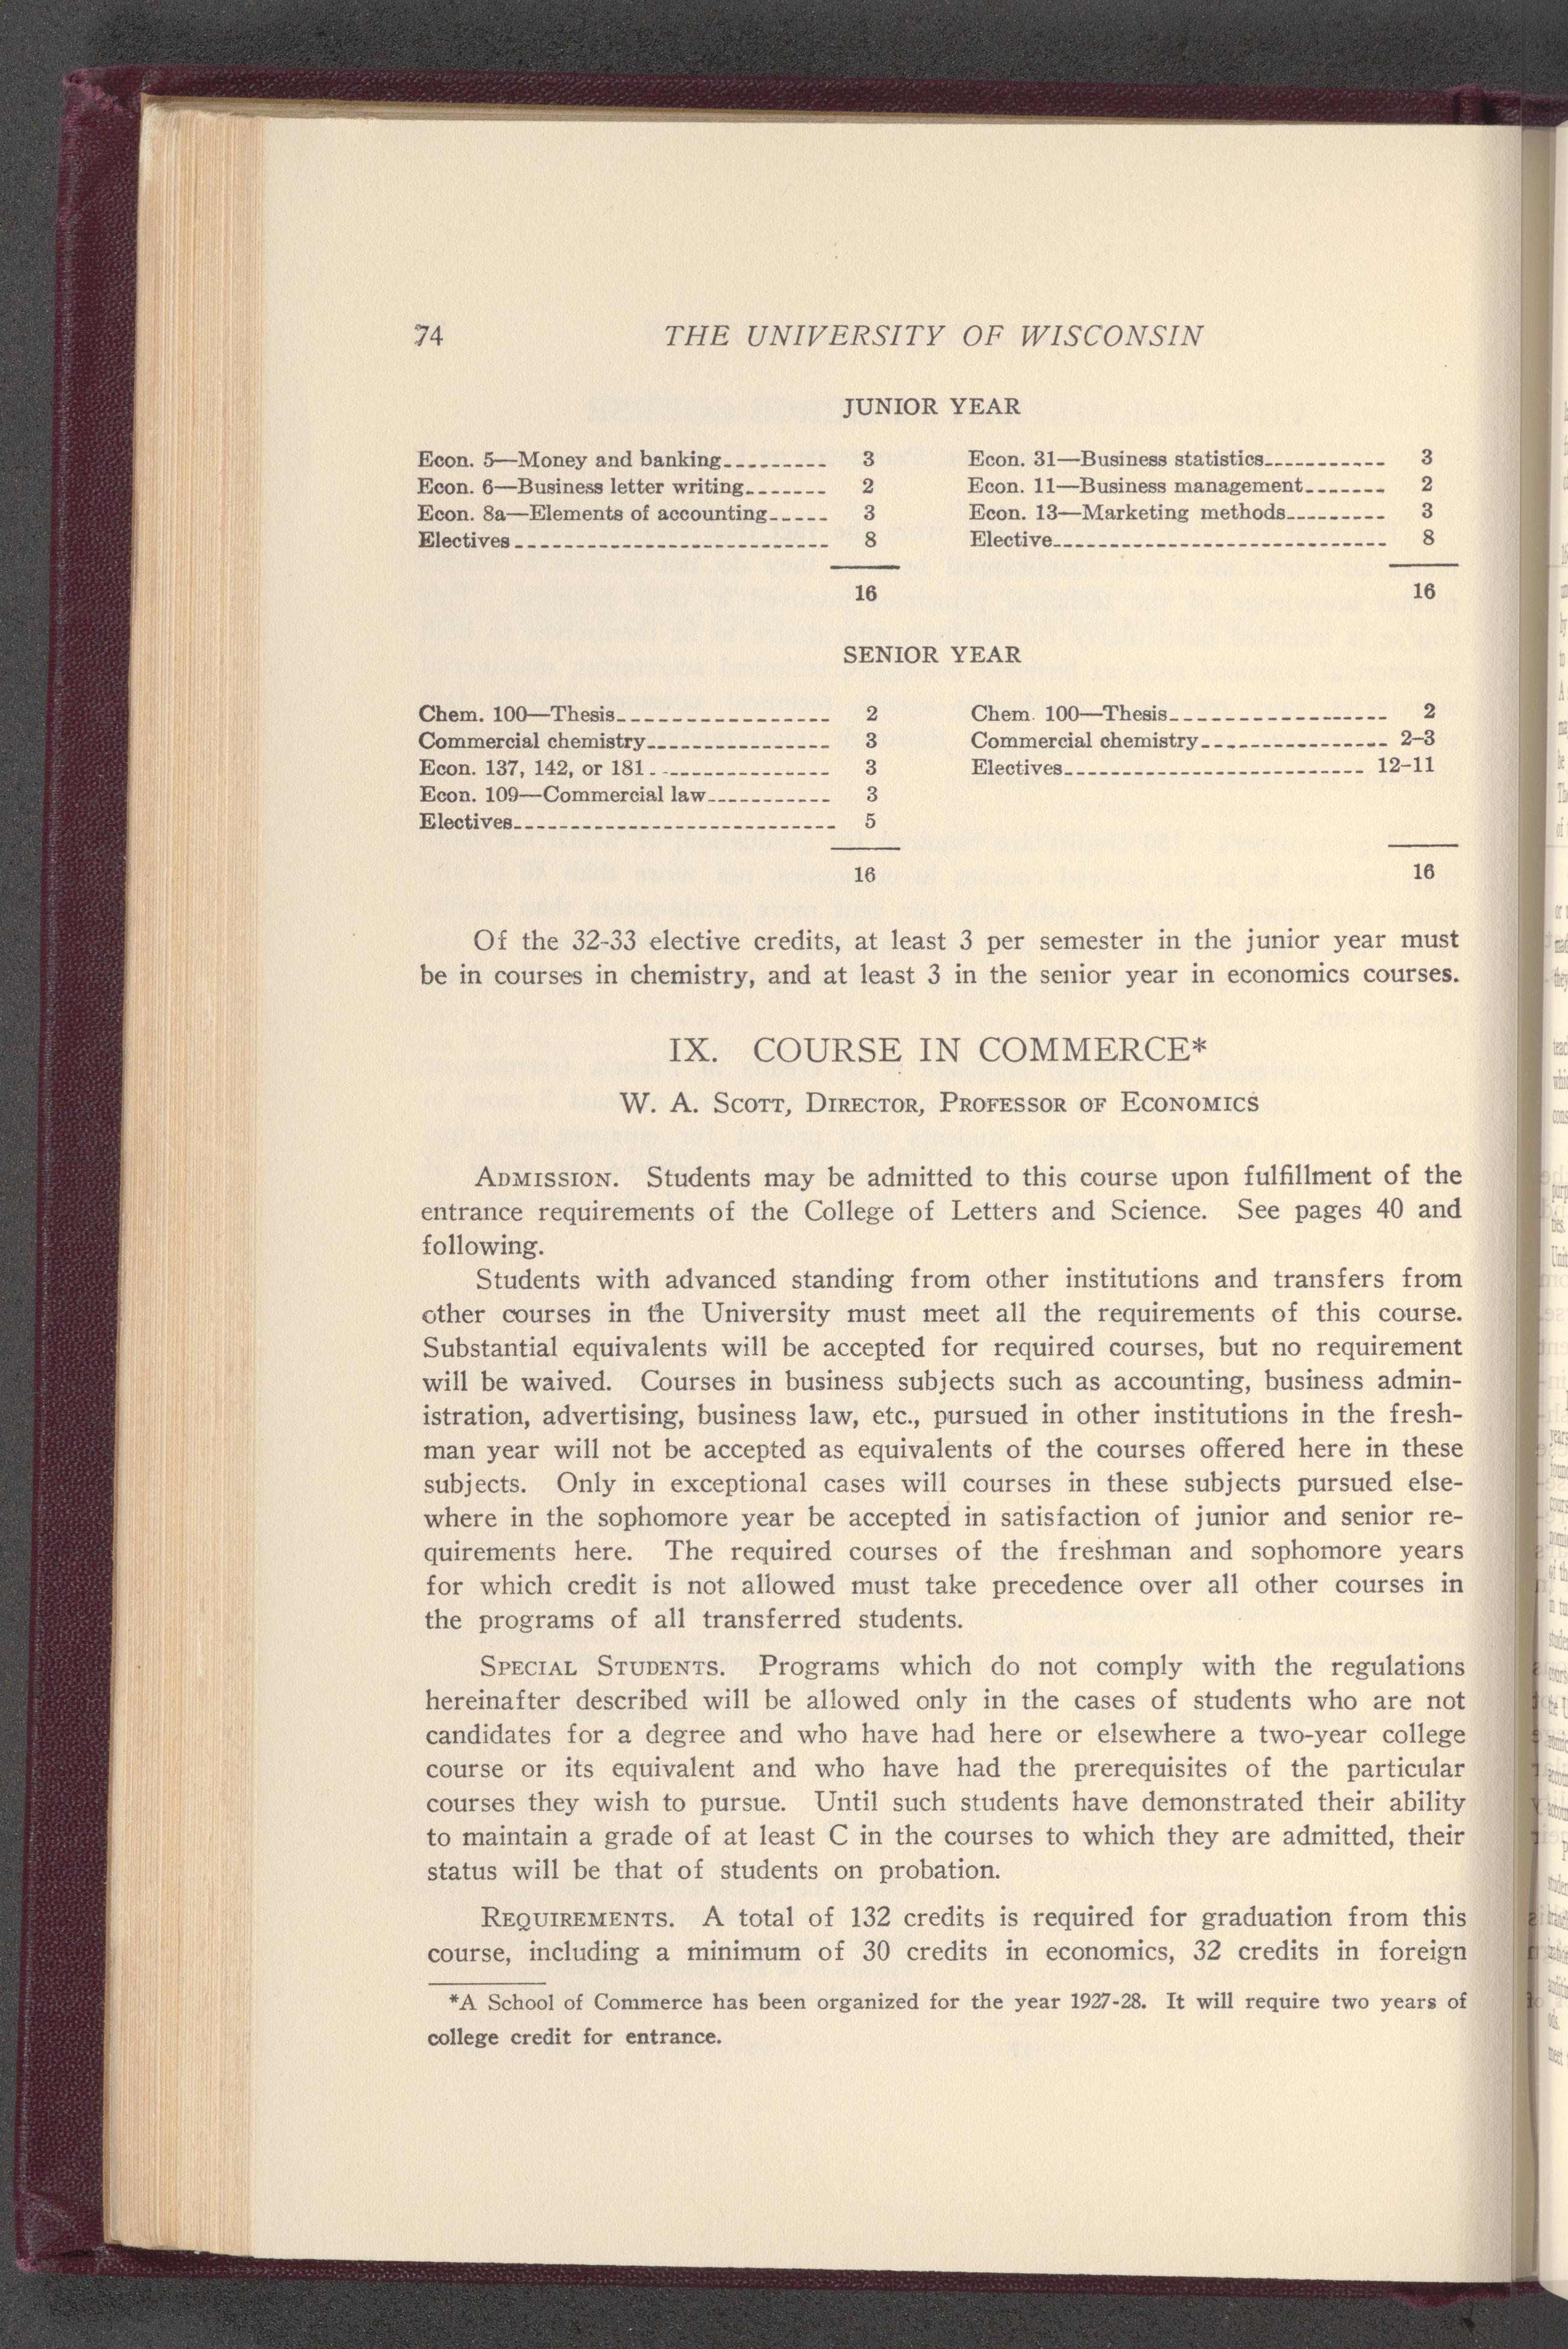 74 THE UNIVERSITY OF WISCONSIN
JUNIOR YEAR
Econ. 5—Money and banking 3 Econ. 31—Business statistics 3
Econ. 6—Business letter writing 2 Econ. 11—Business management 2
Econ. 8a—Elements of accounting 3 Econ. 13—Marketing methods 3
Electives 8 Elective 8
16 16
SENIOR YEAR
Chem. 100—Thesis 2 Chem. 100—Thesis 2
Commercial chemistry 3 Commercial chemistry 2-3
Econ. 137, 142, or 181 3 Electives 12-11
Econ. 109—Commercial law 3
Electives 5
16 16
Of the 32-33 elective credits, at least 3 per semester in the junior year must
be in courses in chemistry, and at least 3 in the senior year in economics courses.
IX. COURSE IN COMMERCE*
W. A. SCOTT, DIRECTOR, PROFESSOR OF ECONOMICS
ADMISSION. Students may be admitted to this course upon fulfillment of the
entrance requirements of the College of Letters and Science. See pages 40 and
following.
Students with advanced standing from other institutions and transfers from
other courses in the University must meet all the requirements of this course.
Substantial equivalents will be accepted for required courses, but no requirement
will be waived. Courses in business subjects such as accounting, business admin-
istration, advertising, business law, etc., pursued in other institutions in the fresh-
man year will not be accepted as equivalents of the courses offered here in these
subjects. Only in exceptional cases will courses in these subjects pursued else-
where in the sophomore year be accepted in satisfaction of junior and senior re-
quirements here. The required courses of the freshman and sophomore years
for which credit is not allowed must take precedence over all other courses in
the programs of all transferred students.
SPECIAL STUDENTS. Programs which do not comply with the regulations
hereinafter described will be allowed only in the cases of students who are not
candidates for a degree and who have had here or elsewhere a two-year college
course or its equivalent and who have had the prerequisites of the particular
courses they wish to pursue. Until such students have demonstrated their ability
to maintain a grade of at least C in the courses to which they are admitted, their
status will be that of students on probation.
REQUIREMENTS. A total of 132 credits is required for graduation from this
course, including a minimum of 30 credits in economics, 32 credits in foreign
*A School of Commerce has been organized for the year 1927-28. It will require two years of
college credit for entrance.